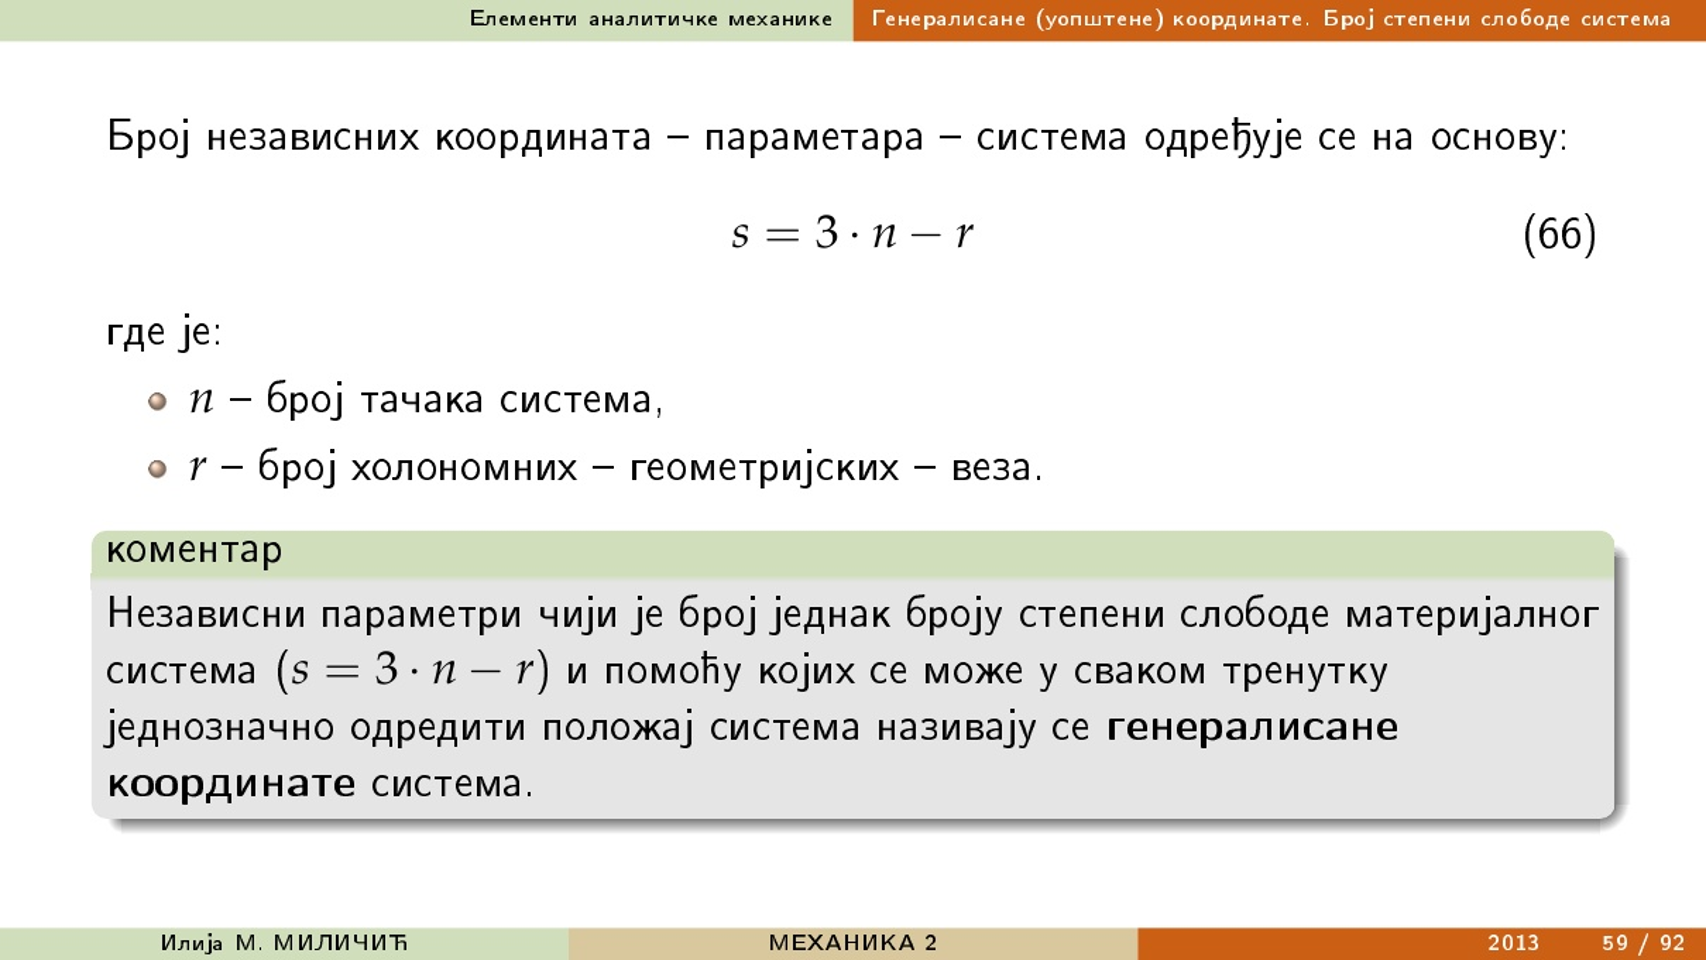 Елементи аналитичке механике Генералисане (уопштене) координате. Број степени слободе система
Број независних координата – параметара – система одређује се на основу:
s = 3 · n − r (66)
где је:
n – број тачака система,
r – број холономних – геометријских – веза.
коментар
Независни параметри чији је број једнак броју степени слободе материјалног
система (s = 3 · n − r) и помоћу којих се може у сваком тренутку
једнозначно одредити положај система називају се генералисане
координате система.
Илија М. МИЛИЧИЋ МЕХАНИКА 2 2013 59 / 92